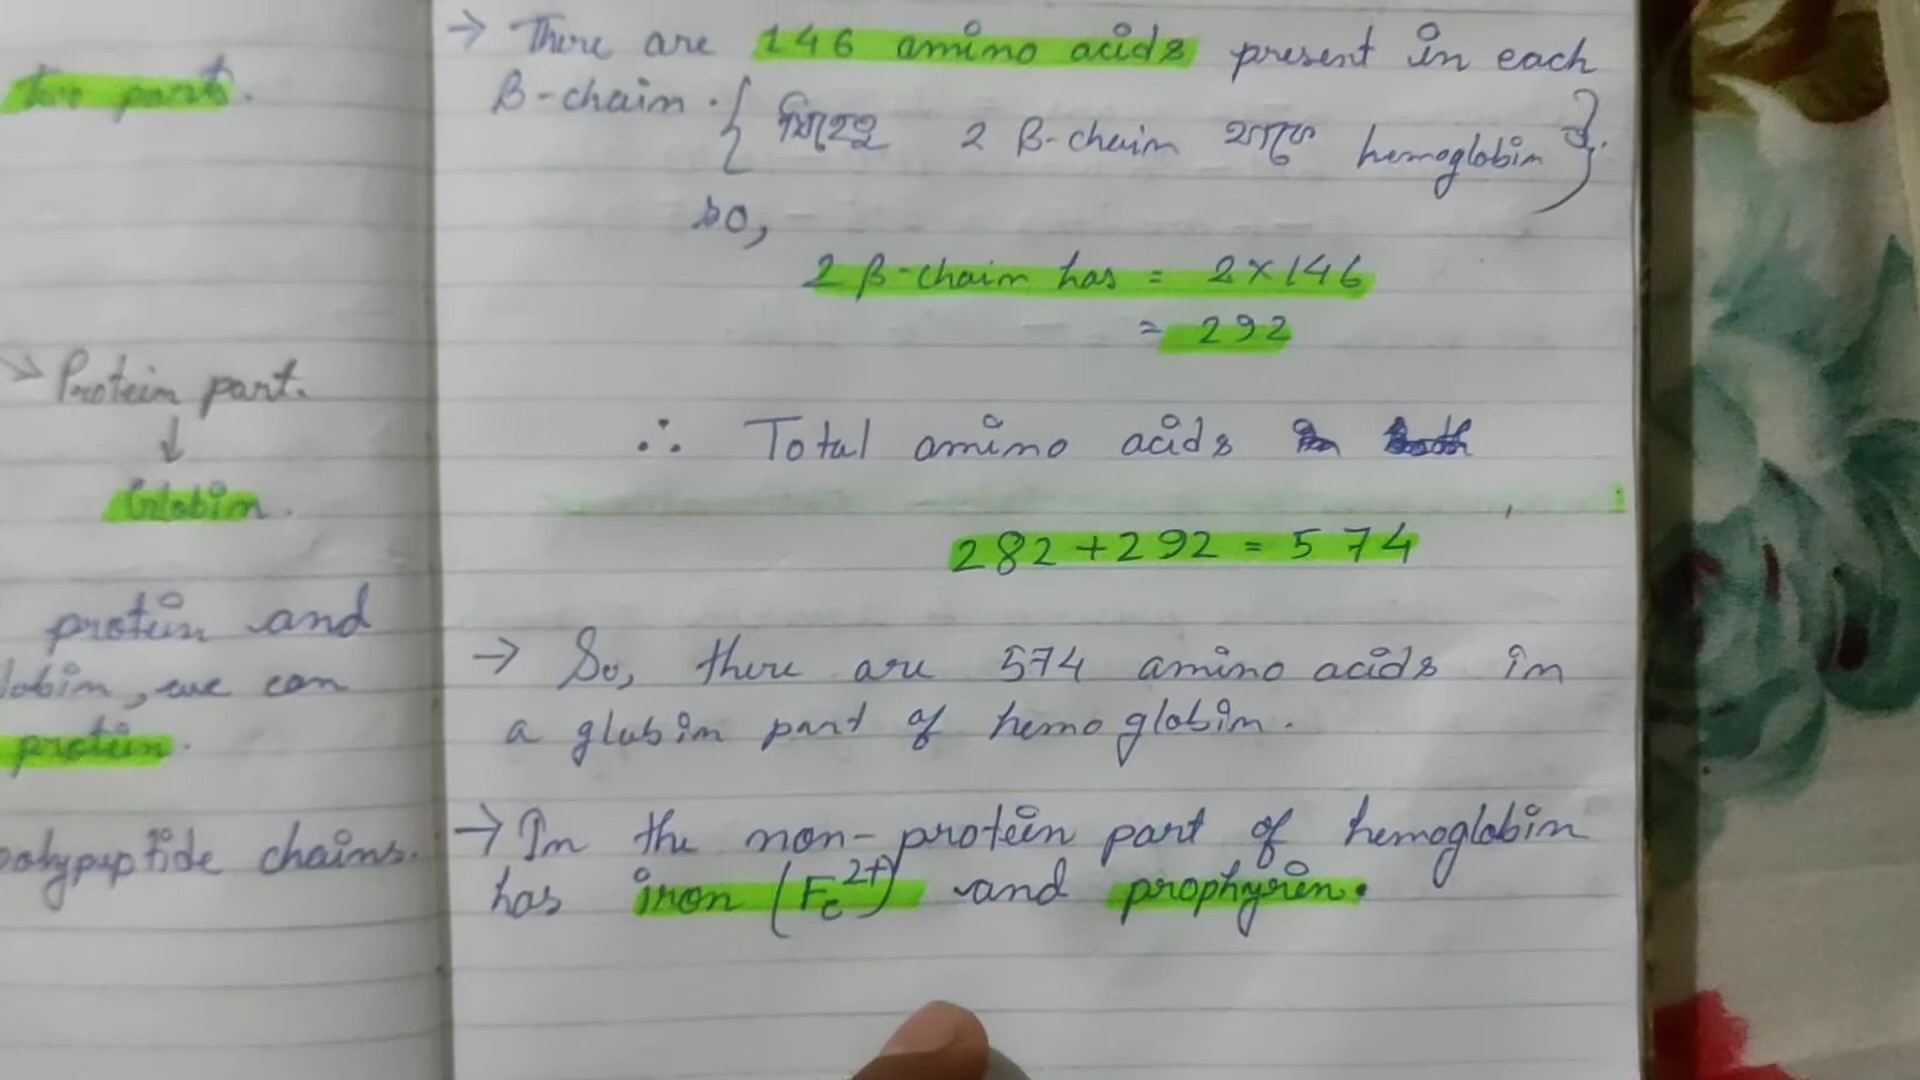 two parts.
Protein part.
↓
Globin.
protein and
lobin, we can
protein.
polypeptide chains.
→ There are 146 amino acids present in each
β-chain. { যিহেতু 2 β-chain থাকে hemoglobin }.
so,
2 β-chain has = 2×146
= 292
∴ Total amino acids
282+292 = 574
→ So, there are 574 amino acids in
a globin part of hemoglobin.
→ In the non-protein part of hemoglobin
has iron (Fe2+) and prophyrin.